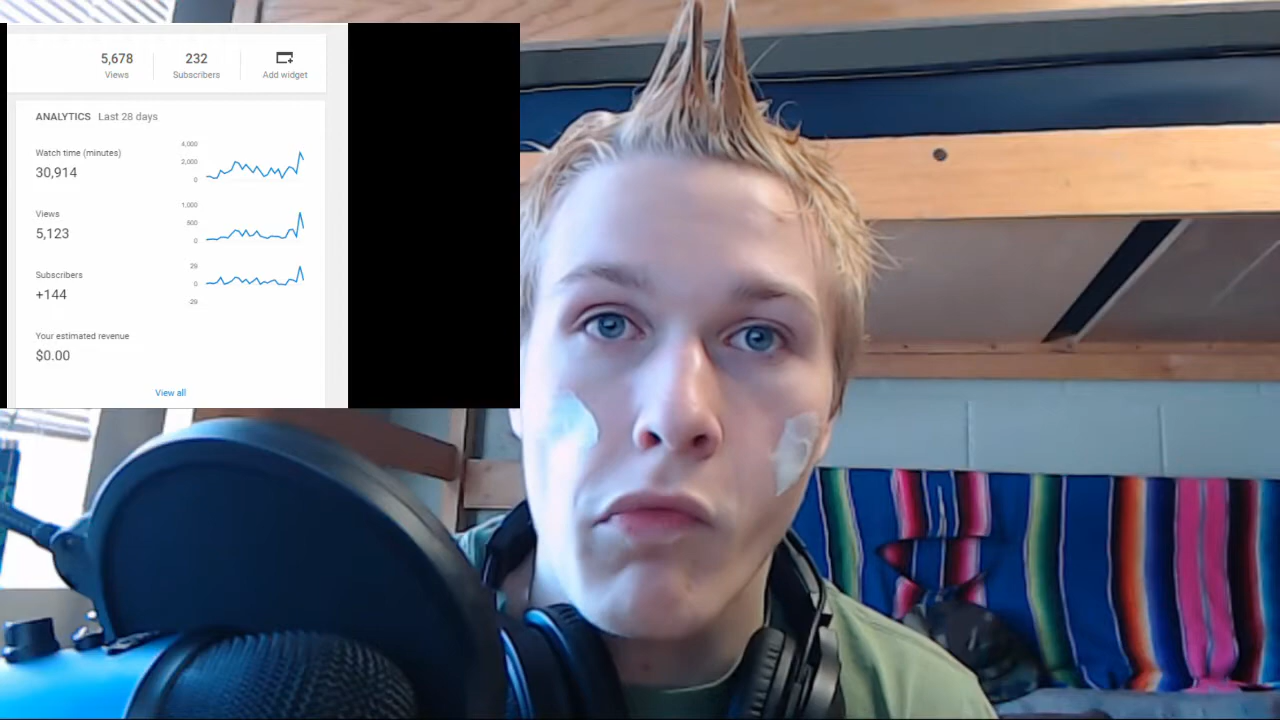 5,678 232
Views Subscribers Add widget
ANALYTICS Last 28 days
Watch time (minutes)
30,914
4,000
2,000
0
Views
5,123
1,000
500
0
Subscribers
+144
29
0
-29
Your estimated revenue
$0.00
View all